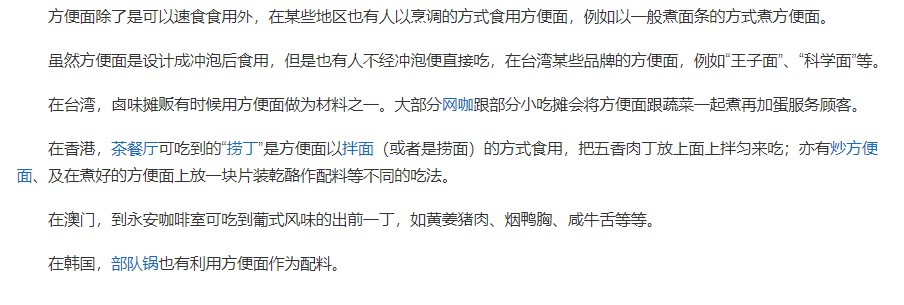 方便面除了是可以速食食用外，在某些地区也有人以烹调的方式食用方便面，例如以一般煮面条的方式煮方便面。
虽然方便面是设计成冲泡后食用，但是也有人不经冲泡便直接吃，在台湾某些品牌的方便面，例如“王子面”、“科学面”等。
在台湾，卤味摊贩有时候用方便面做为材料之一。大部分网咖跟部分小吃摊会将方便面跟蔬菜一起煮再加蛋服务顾客。
在香港，茶餐厅可吃到的“捞丁”是方便面以拌面（或者是捞面）的方式食用，把五香肉丁放上面上拌匀来吃；亦有炒方便
面、及在煮好的方便面上放一块片装乾酪作配料等不同的吃法。
在澳门，到永安咖啡室可吃到葡式风味的出前一丁，如黄姜猪肉、烟鸭胸、咸牛舌等等。
在韩国，部队锅也有利用方便面作为配料。